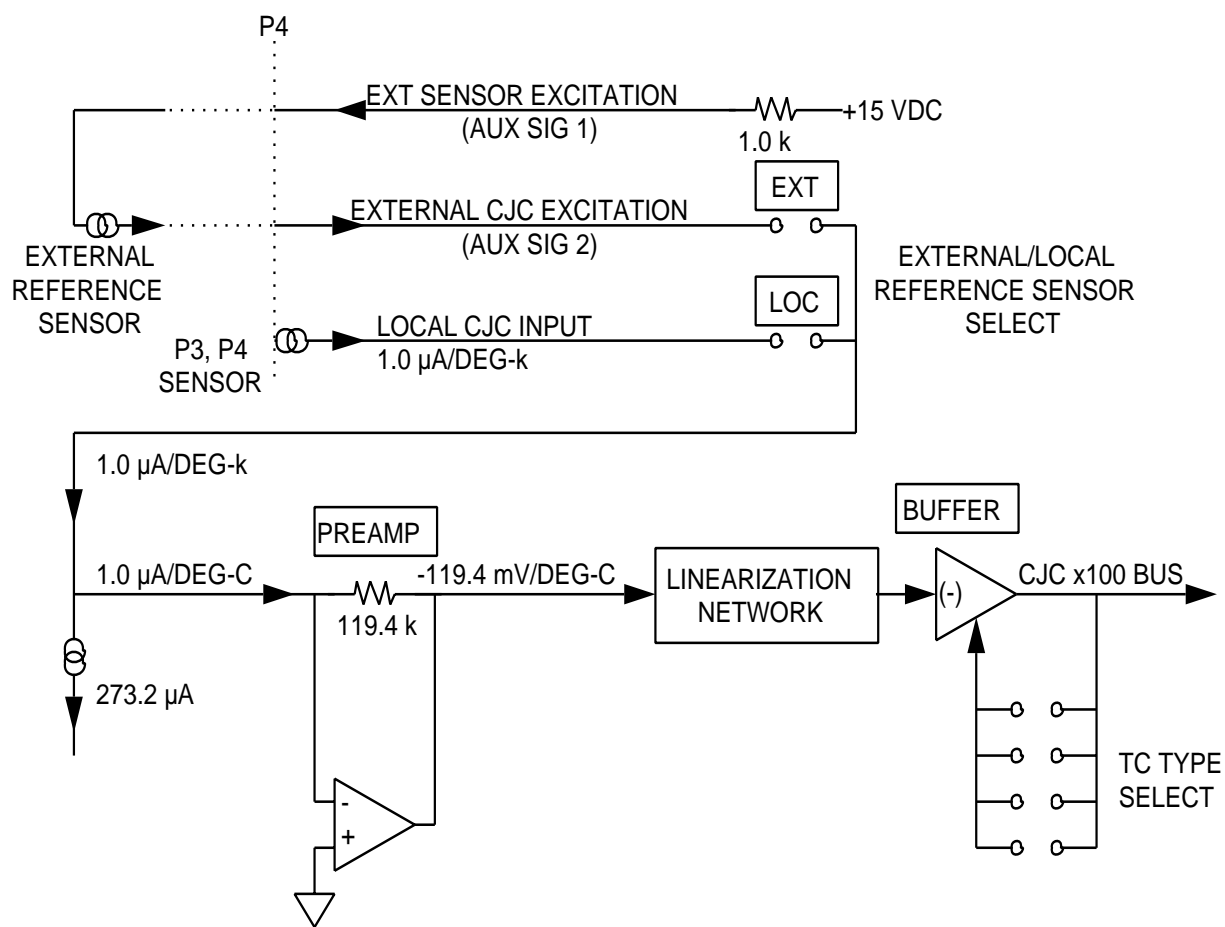 P4
EXT SENSOR EXCITATION
(AUX SIG 1)
+15 VDC
1.0 k
EXT
EXTERNAL CJC EXCITATION
(AUX SIG 2)
EXTERNAL
REFERENCE
SENSOR
EXTERNAL/LOCAL
REFERENCE SENSOR
SELECT
LOC
LOCAL CJC INPUT
1.0 µA/DEG-k
P3, P4
SENSOR
1.0 µA/DEG-k
PREAMP
BUFFER
1.0 µA/DEG-C
119.4 k
-119.4 mV/DEG-C
LINEARIZATION
NETWORK
(-)
CJC x100 BUS
273.2 µA
TC TYPE
SELECT
-
+